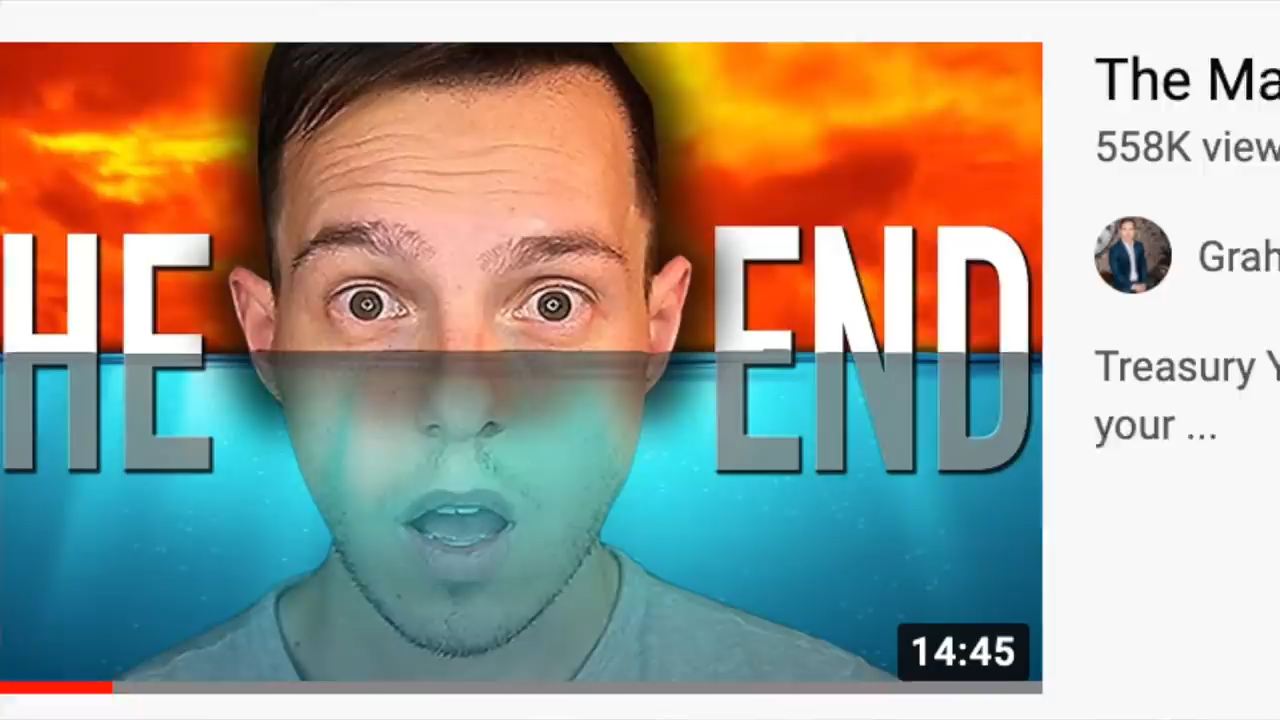 HE END
14:45
The Ma
558K view
Grah
Treasury Y
your ...